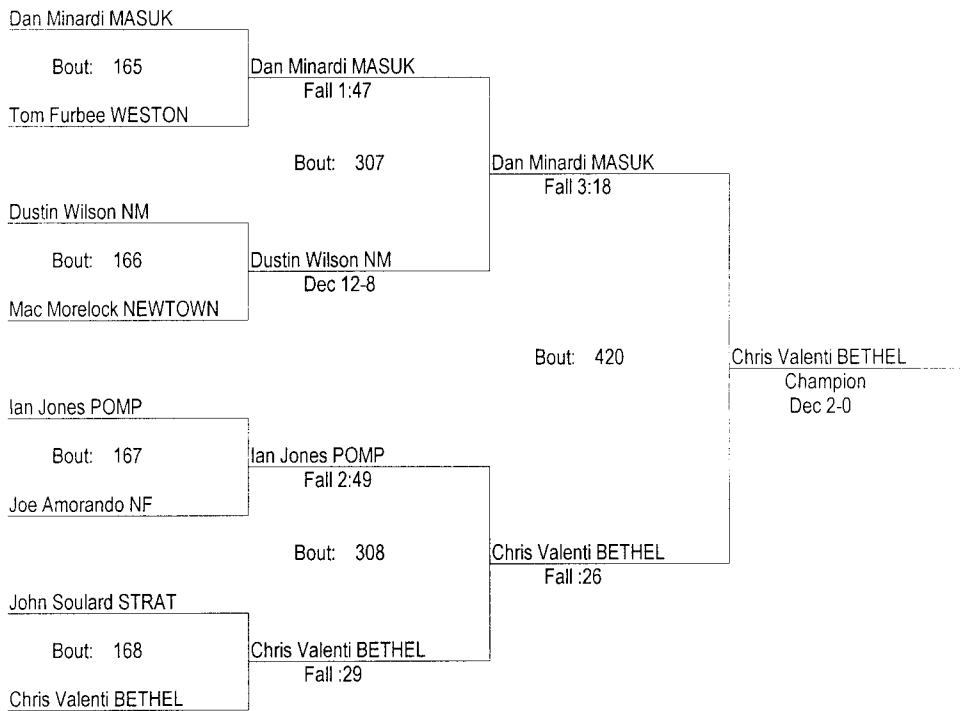 Dan Minardi MASUK
Bout: 165
Dan Minardi MASUK
Fall 1:47
Tom Furbee WESTON
Bout: 307
Dan Minardi MASUK
Fall 3:18
Dustin Wilson NM
Bout: 166
Dustin Wilson NM
Dec 12-8
Mac Morelock NEWTOWN
Bout: 420
Chris Valenti BETHEL
Champion
Dec 2-0
Ian Jones POMP
Bout: 167
Ian Jones POMP
Fall 2:49
Joe Amorando NF
Bout: 308
Chris Valenti BETHEL
Fall :26
John Soulard STRAT
Bout: 168
Chris Valenti BETHEL
Fall :29
Chris Valenti BETHEL